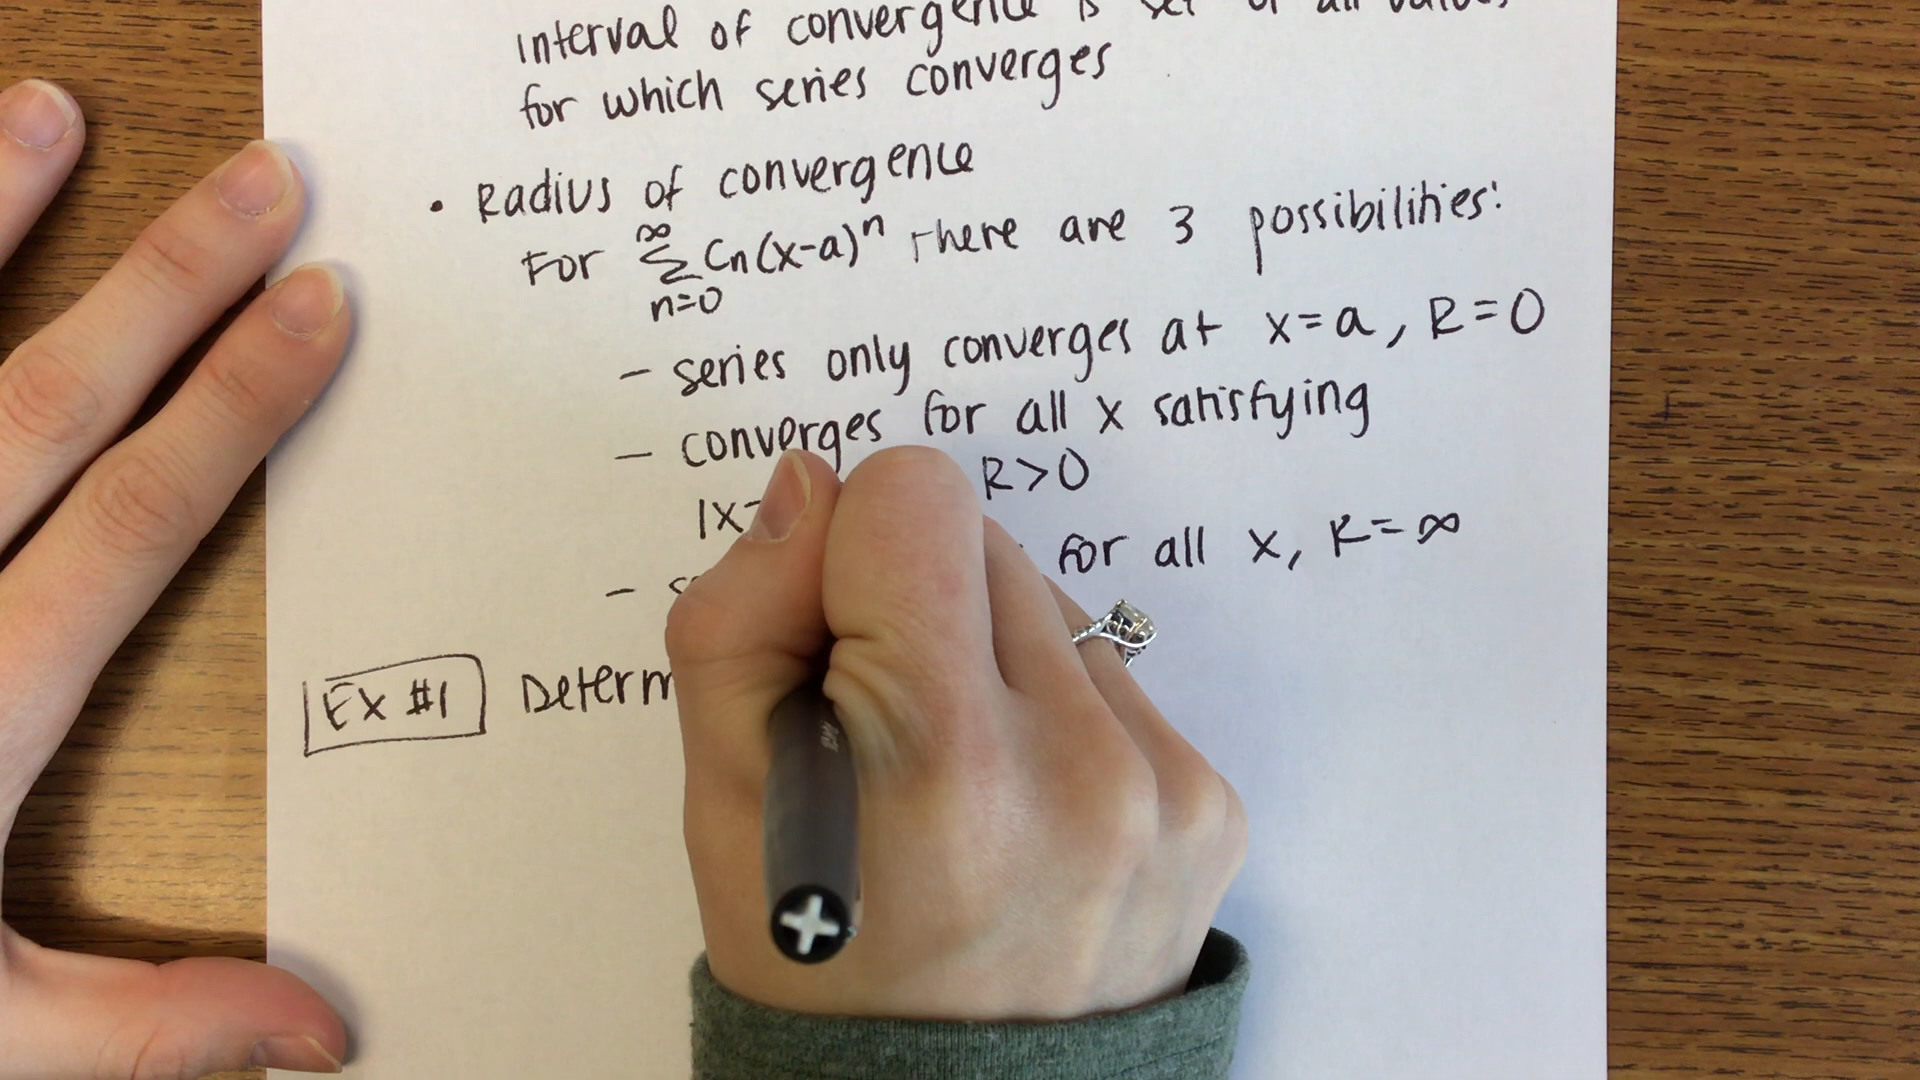 interval of convergence is set of all values
for which series converges
• Radius of convergence
For ∞ Σ n=0 Cn(x-a)^n there are 3 possibilities:
- series only converges at x=a, R=0
- converges for all x satisfying
|x- R>0
- for all x, R=∞
EX #1 Determ